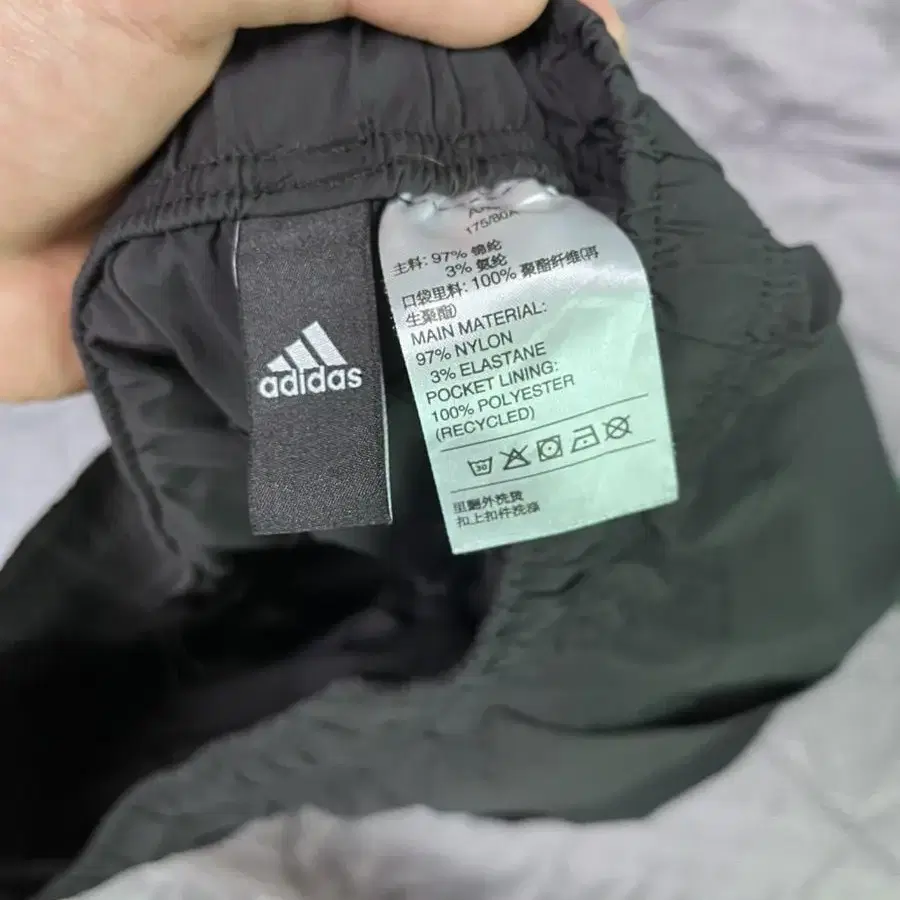 adidas
175/80A
主料: 97% 锦纶
3% 氨纶
口袋里料: 100% 聚酯纤维(再
生聚酯)
MAIN MATERIAL:
97% NYLON
3% ELASTANE
POCKET LINING:
100% POLYESTER
(RECYCLED)
30
里翻外洗烫
扣上扣件洗涤